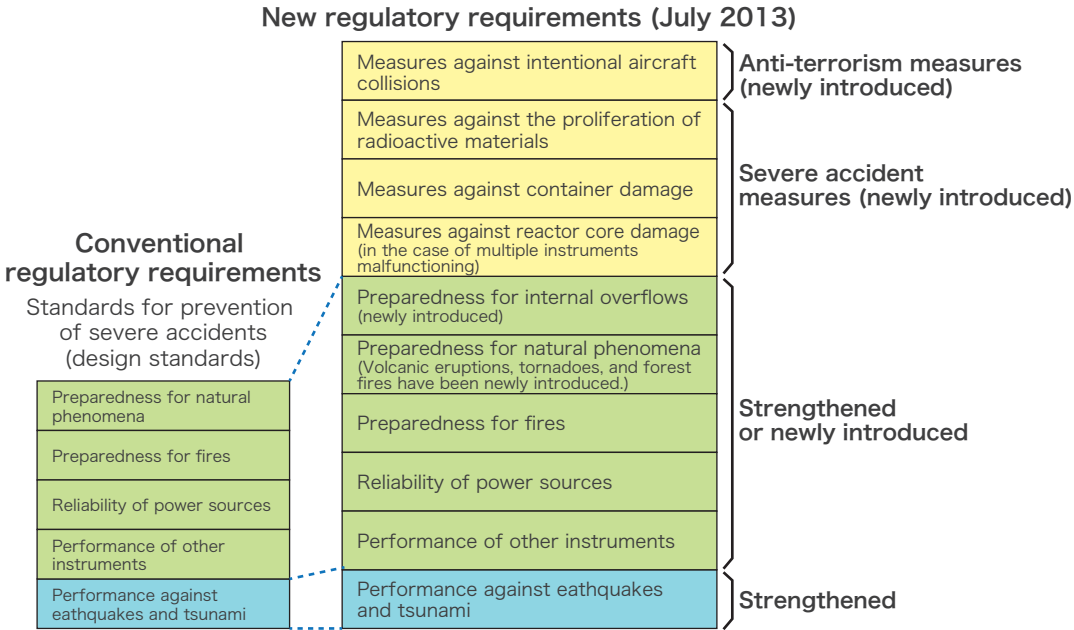 New regulatory requirements (July 2013)
Measures against intentional aircraft
collisions
Anti-terrorism measures
(newly introduced)
Measures against the proliferation of
radioactive materials
Measures against container damage
Measures against reactor core damage
(in the case of multiple instruments
malfunctioning)
Severe accident
measures (newly introduced)
Conventional
regulatory requirements
Standards for prevention
of severe accidents
(design standards)
Preparedness for natural
phenomena
Preparedness for fires
Reliability of power sources
Performance of other
instruments
Performance against
eathquakes and tsunami
Preparedness for internal overflows
(newly introduced)
Preparedness for natural phenomena
(Volcanic eruptions, tornadoes, and forest
fires have been newly introduced.)
Preparedness for fires
Reliability of power sources
Performance of other instruments
Strengthened
or newly introduced
Performance against eathquakes
and tsunami
Strengthened